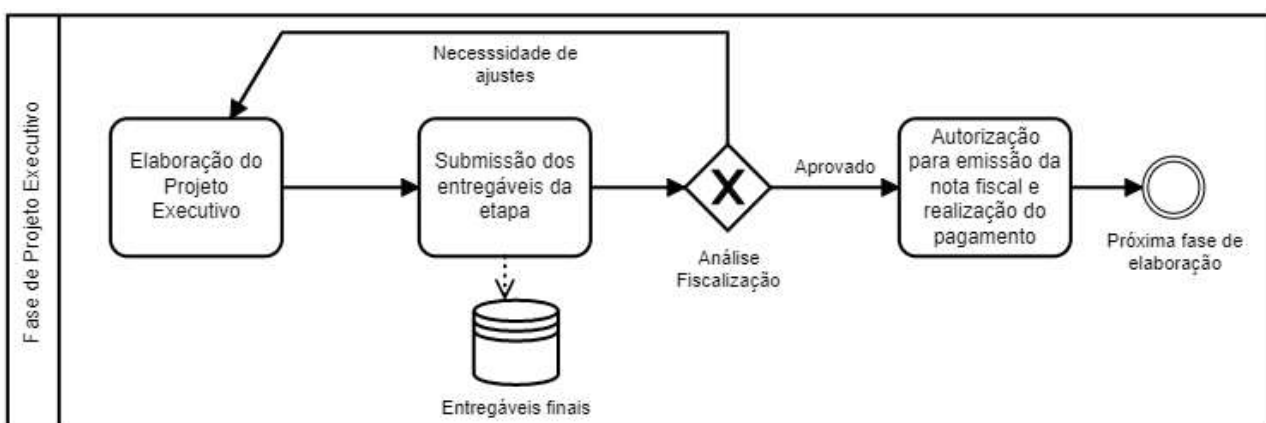 Fase de Projeto Executivo
Necesssidade de
ajustes
Elaboração do
Projeto
Executivo
Submissão dos
entregáveis da
etapa
X
Análise
Fiscalização
Aprovado
Autorização
para emissão da
nota fiscal e
realização do
pagamento
Próxima fase de
elaboração
Entregáveis finais